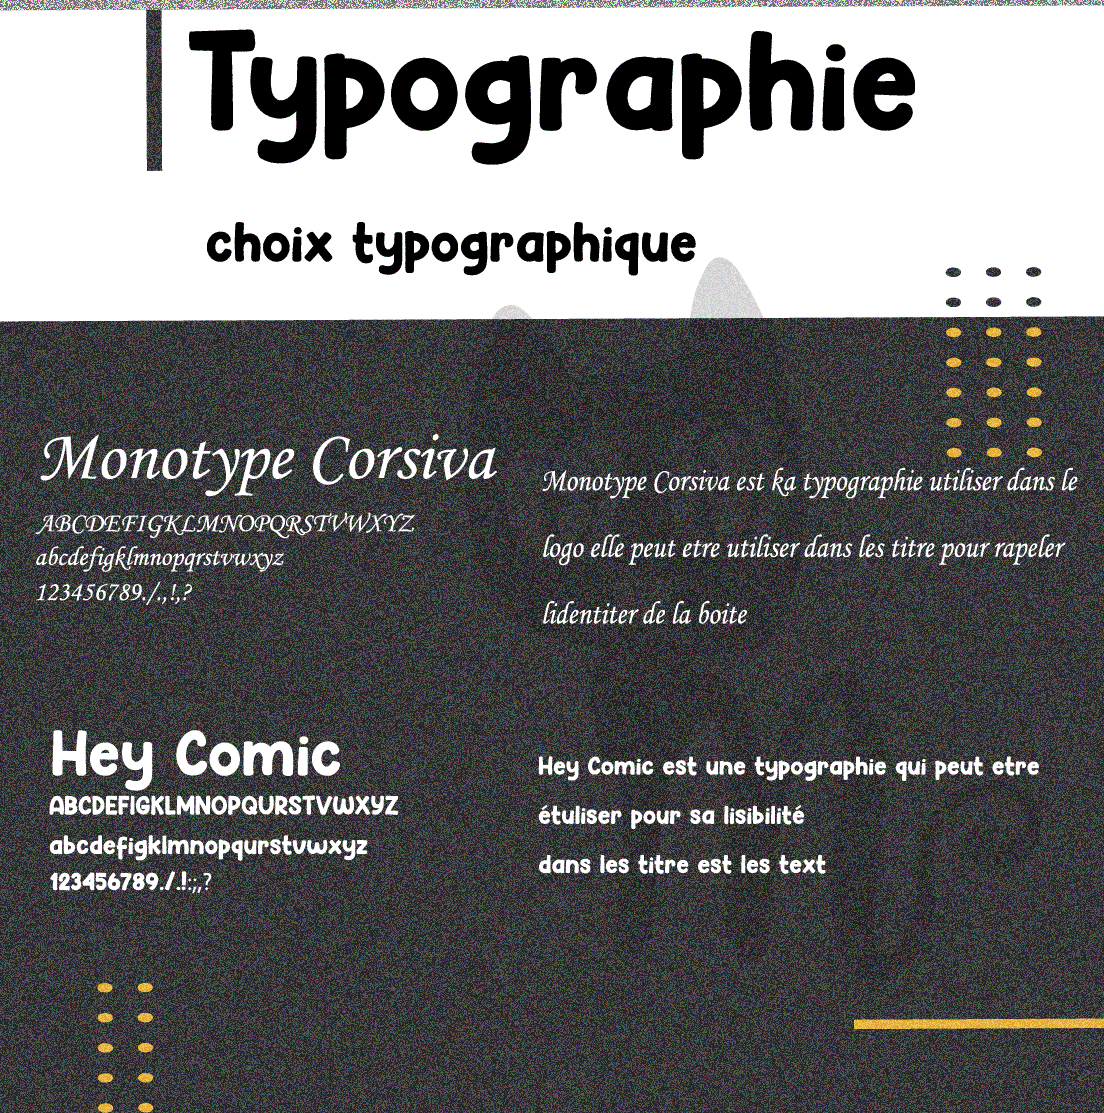 Typographie
choix typographique
Monotype Corsiva
ABCDEFIGKLMNOPQRSTVWXYZ
abcdefigklmnopqrstvwxyz
123456789./.,!,?
Monotype Corsiva est ka typographie utiliser dans le
logo elle peut etre utiliser dans les titre pour rapeler
lidentiter de la boite
Hey Comic
ABCDEFIGKLMNOPQURSTVWXYZ
abcdefigklmnopqurstvwxyz
123456789./.!:;,?
Hey Comic est une typographie qui peut etre
étuliser pour sa lisibilité
dans les titre est les text